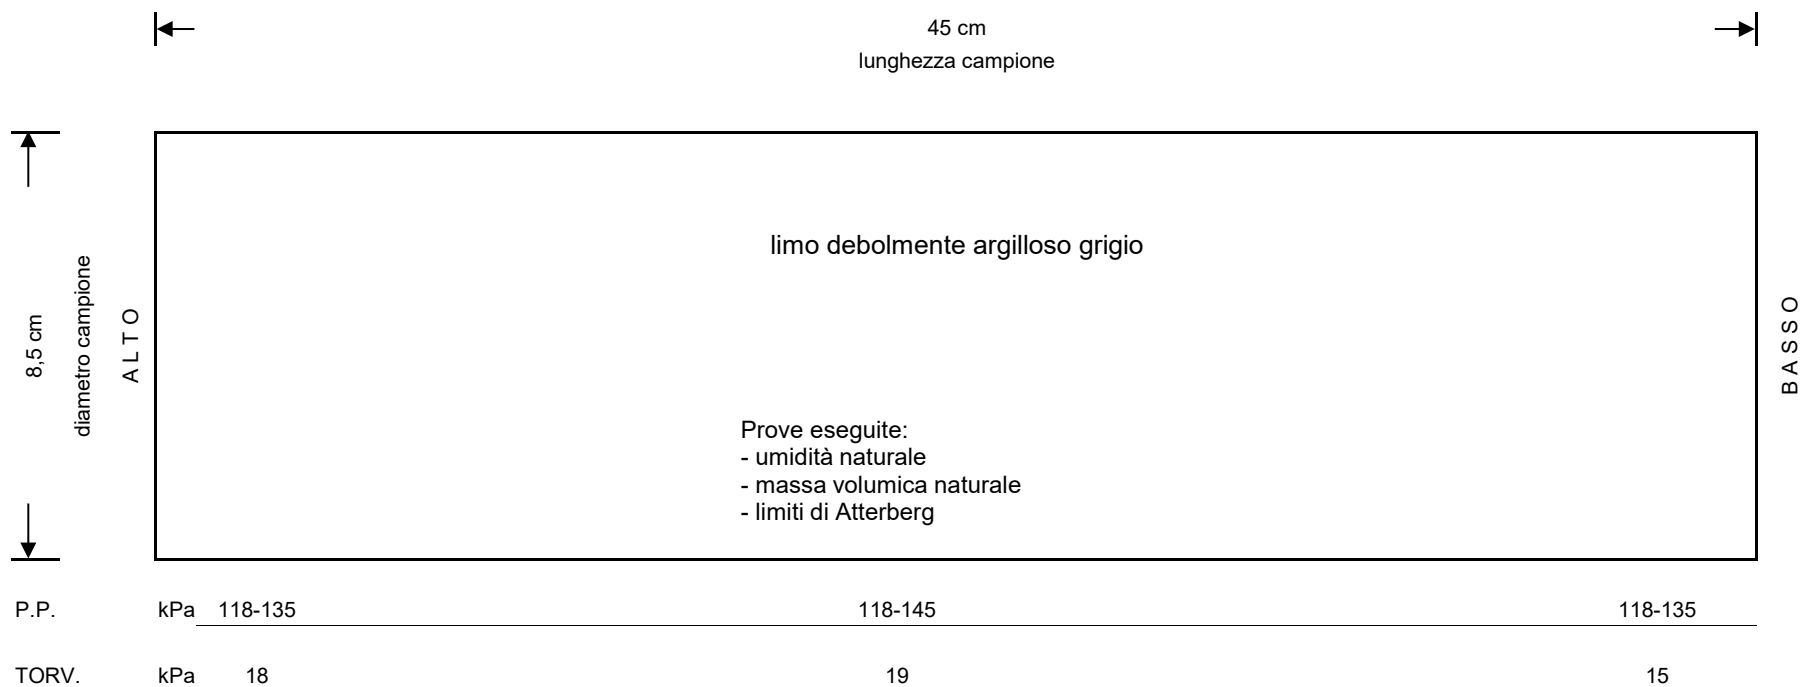 45 cm
lunghezza campione
8,5 cm
diametro campione
A L T O
limo debolmente argilloso grigio
B A S S O
Prove eseguite:
- umidità naturale
- massa volumica naturale
- limiti di Atterberg
P.P. kPa 118-135 118-145 118-135
TORV. kPa 18 19 15